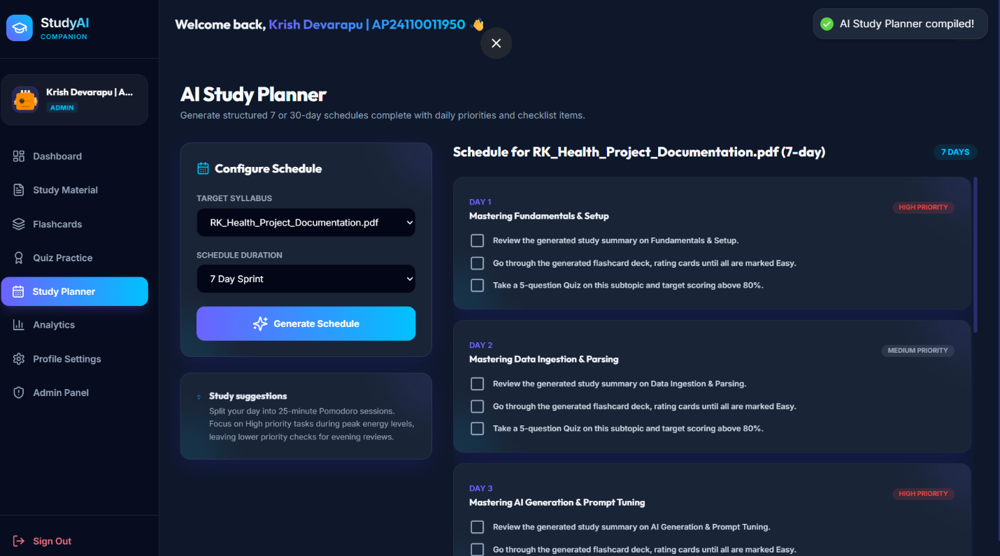 StudyAI
COMPANION
Krish Devarapu | A...
ADMIN
Dashboard
Study Material
Flashcards
Quiz Practice
Study Planner
Analytics
Profile Settings
Admin Panel
Sign Out
Welcome back, Krish Devarapu | AP24110011950 👋
AI Study Planner compiled!
AI Study Planner
Generate structured 7 or 30-day schedules complete with daily priorities and checklist items.
Configure Schedule
TARGET SYLLABUS
RK_Health_Project_Documentation.pdf
SCHEDULE DURATION
7 Day Sprint
Generate Schedule
Study suggestions
Split your day into 25-minute Pomodoro sessions.
Focus on High priority tasks during peak energy levels,
leaving lower priority checks for evening reviews.
Schedule for RK_Health_Project_Documentation.pdf (7-day)
7 DAYS
DAY 1
HIGH PRIORITY
Mastering Fundamentals & Setup
Review the generated study summary on Fundamentals & Setup.
Go through the generated flashcard deck, rating cards until all are marked Easy.
Take a 5-question Quiz on this subtopic and target scoring above 80%.
DAY 2
MEDIUM PRIORITY
Mastering Data Ingestion & Parsing
Review the generated study summary on Data Ingestion & Parsing.
Go through the generated flashcard deck, rating cards until all are marked Easy.
Take a 5-question Quiz on this subtopic and target scoring above 80%.
DAY 3
HIGH PRIORITY
Mastering AI Generation & Prompt Tuning
Review the generated study summary on AI Generation & Prompt Tuning.
Go through the generated flashcard deck, rating cards until all are marked Easy.